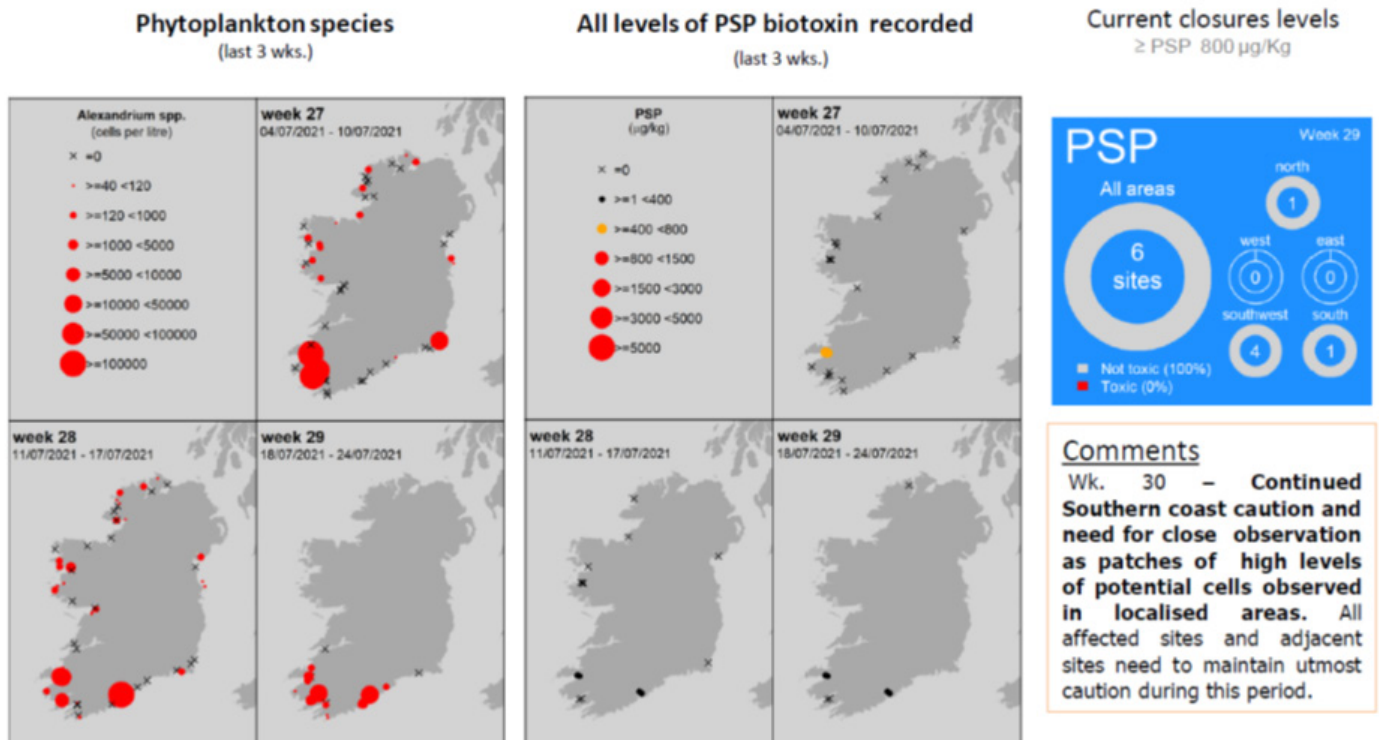 Phytoplankton species
(last 3 wks.)
All levels of PSP biotoxin recorded
(last 3 wks.)
Current closures levels
≥ PSP 800 µg/Kg
Alexandrium spp.
(cells per litre)
=0
>=40 <120
>=120 <1000
>=1000 <5000
>=5000 <10000
>=10000 <50000
>=50000 <100000
>=100000
week 27
04/07/2021 - 10/07/2021
week 28
11/07/2021 - 17/07/2021
week 29
18/07/2021 - 24/07/2021
PSP
(µg/kg)
=0
>=1 <400
>=400 <800
>=800 <1500
>=1500 <3000
>=3000 <5000
>=5000
week 27
04/07/2021 - 10/07/2021
week 28
11/07/2021 - 17/07/2021
week 29
18/07/2021 - 24/07/2021
PSP
Week 29
All areas
6
sites
north
1
west
0
east
0
southwest
4
south
1
Not toxic (100%)
Toxic (0%)
Comments
Wk. 30 – Continued
Southern coast caution and
need for close observation
as patches of high levels
of potential cells observed
in localised areas. All
affected sites and adjacent
sites need to maintain utmost
caution during this period.